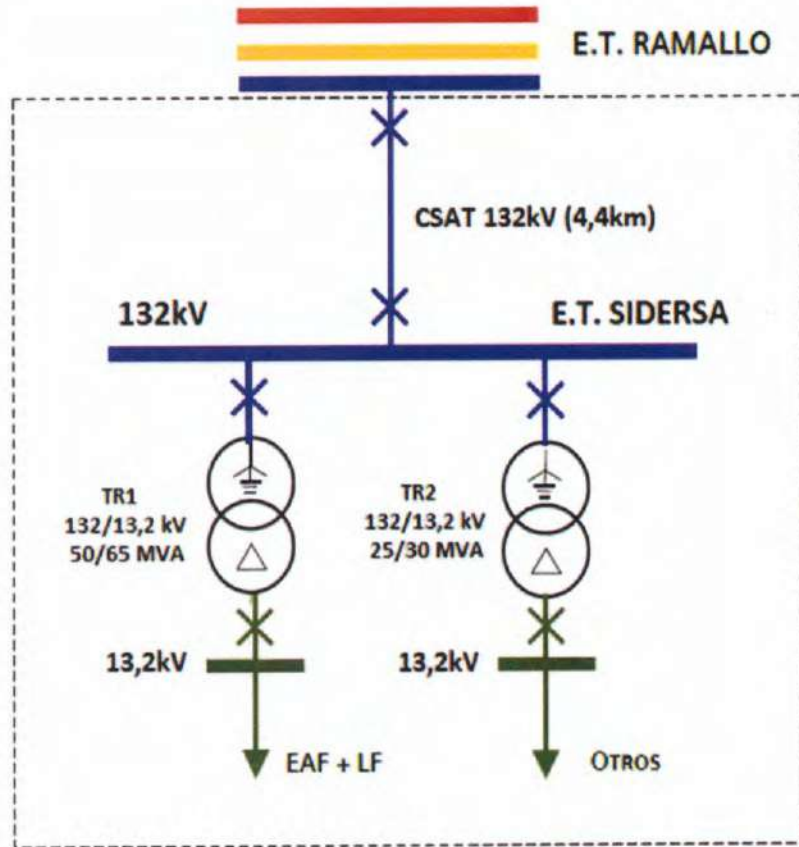 E.T. RAMALLO
CSAT 132kV (4,4km)
132kV
E.T. SIDERSA
TR1
132/13,2 kV
50/65 MVA
TR2
132/13,2 kV
25/30 MVA
13,2kV
13,2kV
EAF + LF
OTROS